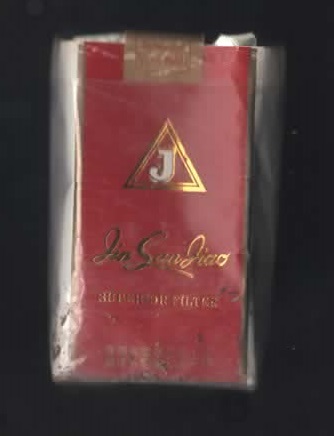 J
Jin San Jiao
SUPERIOR FILTER